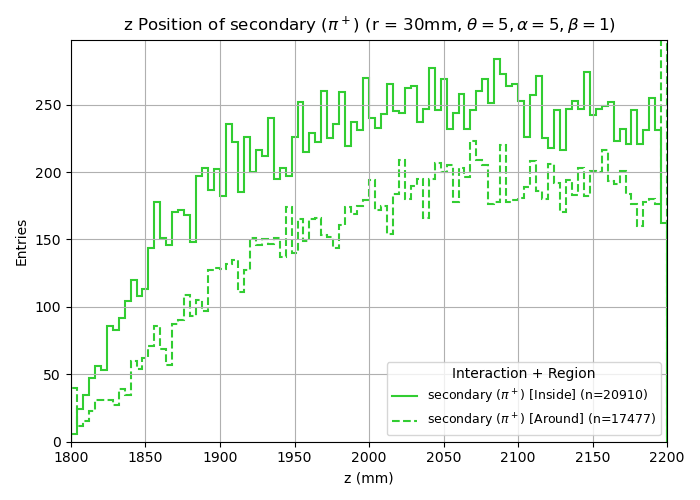 z Position of secondary (π⁺) (r = 30mm, θ = 5, α = 5, β = 1)
Entries
250
200
150
100
50
0
1800 1850 1900 1950 2000 2050 2100 2150 2200
z (mm)
Interaction + Region
secondary (π⁺) [Inside] (n=20910)
secondary (π⁺) [Around] (n=17477)